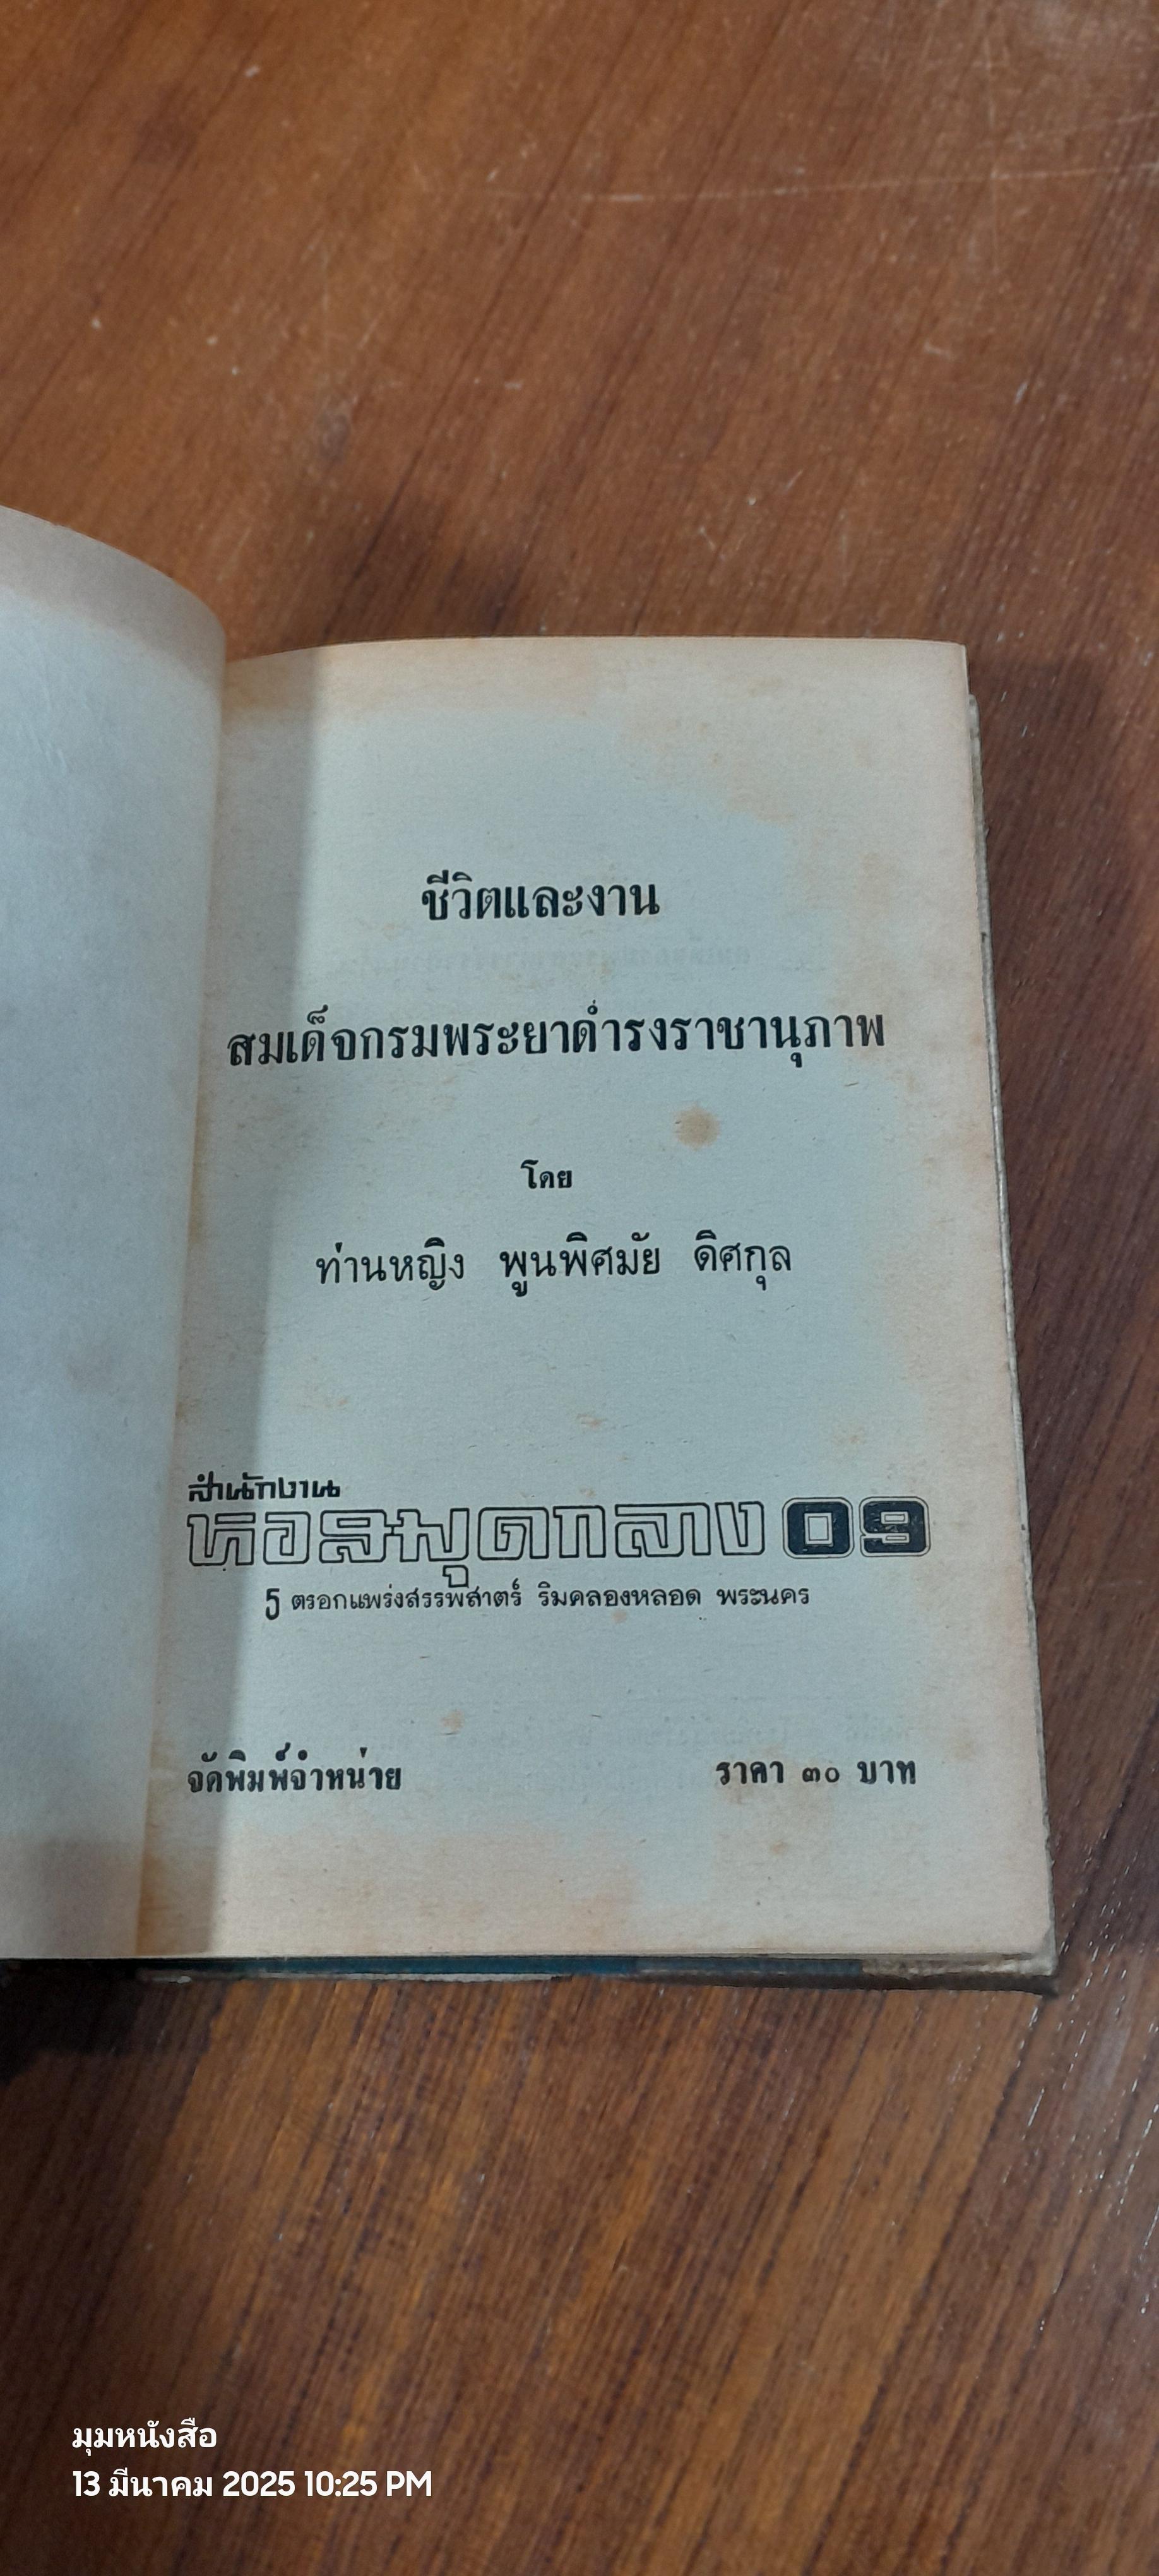 ชีวิตและงาน
สมเด็จกรมพระยาดำรงราชานุภาพ
โดย
ท่านหญิง พูนพิศมัย ดิศกุล
สำนักงาน
หอสมุดกลาง 09
5 ตรอกแพร่งสรรพสาตร์ ริมคลองหลอด พระนคร
จัดพิมพ์จำหน่าย ราคา ๓๐ บาท
มุมหนังสือ
13 มีนาคม 2025 10:25 PM